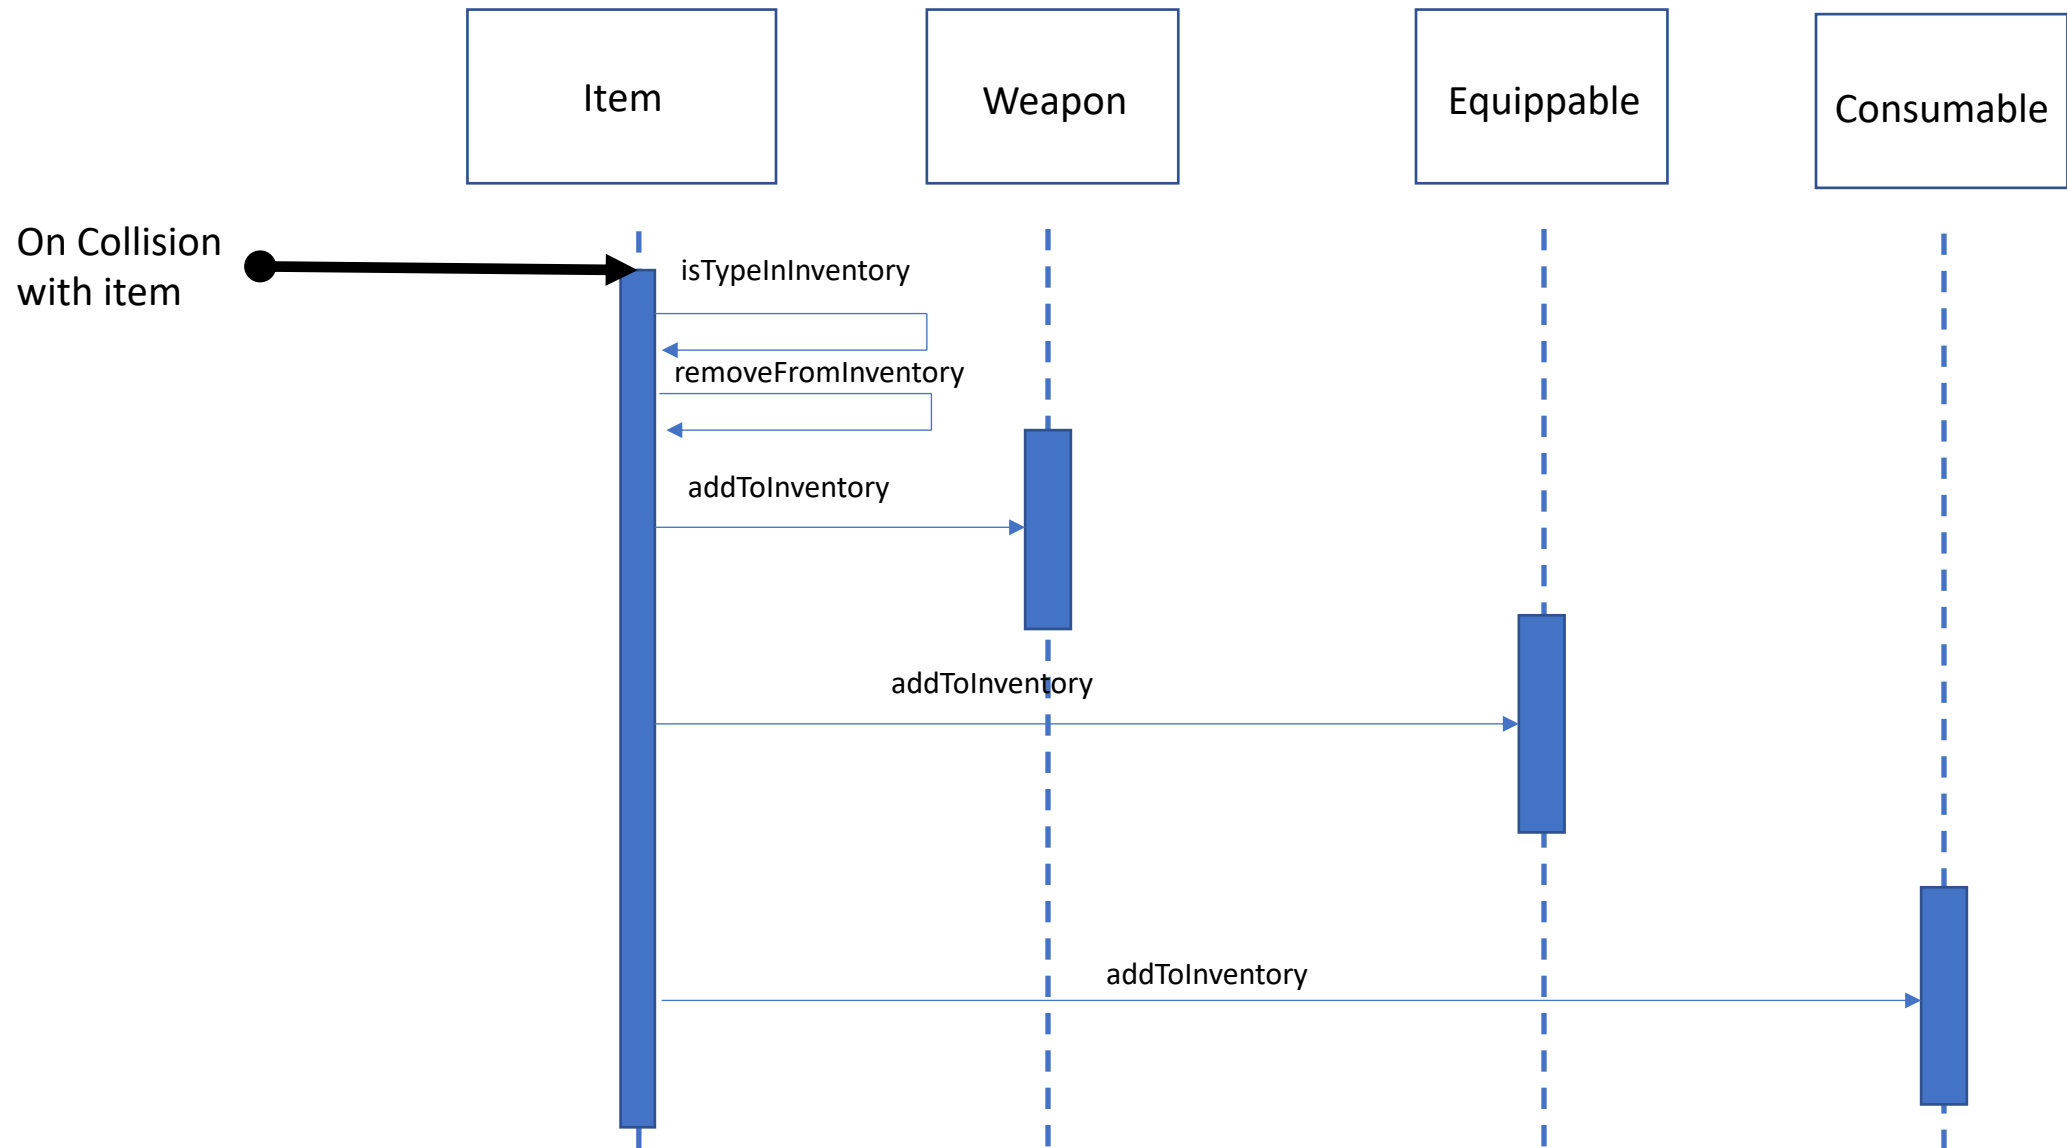 Item
Weapon
Equippable
Consumable
On Collision
with item
isTypeInInventory
removeFromInventory
addToInventory
addToInventory
addToInventory